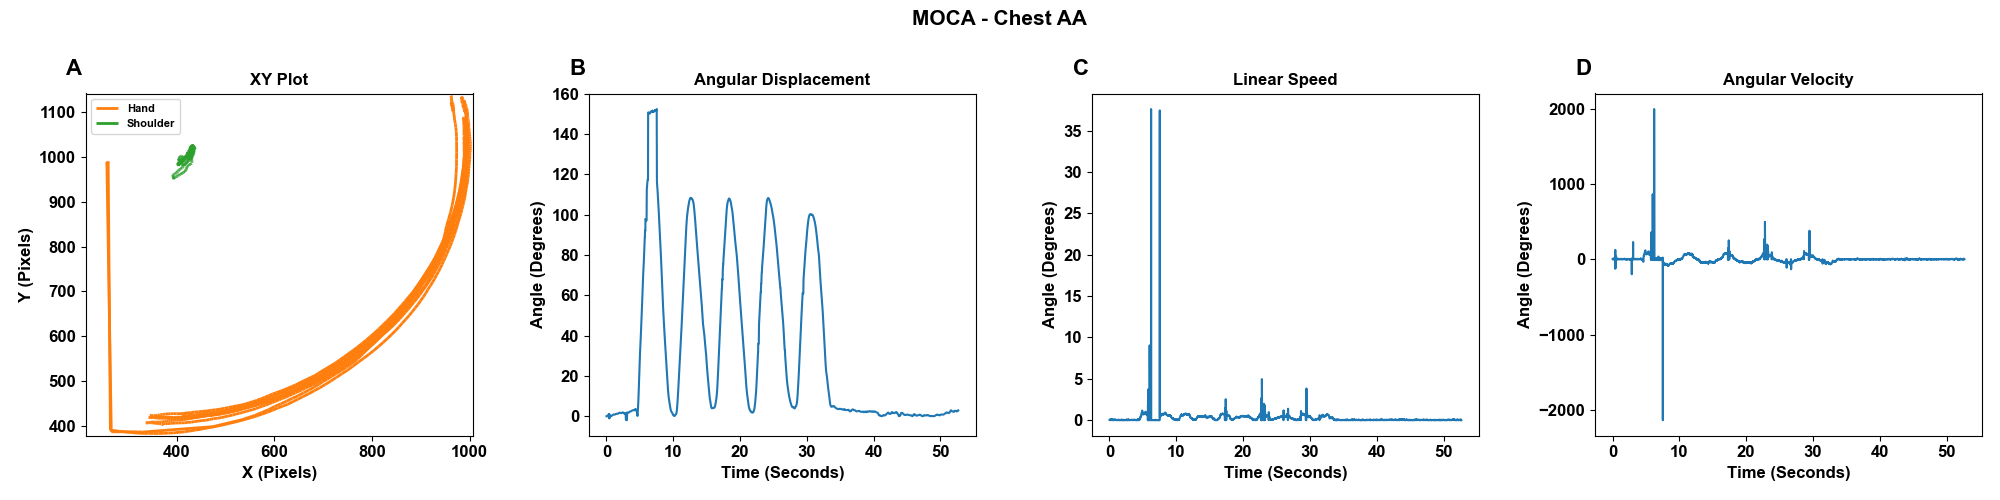 MOCA - Chest AA
A
XY Plot
Hand
Shoulder
1100
1000
900
800
700
600
500
400
Y (Pixels)
400
600
800
1000
X (Pixels)
B
Angular Displacement
160
140
120
100
80
60
40
20
0
Angle (Degrees)
0
10
20
30
40
50
Time (Seconds)
C
Linear Speed
35
30
25
20
15
10
5
0
Angle (Degrees)
0
10
20
30
40
50
Time (Seconds)
D
Angular Velocity
2000
1000
0
−1000
−2000
Angle (Degrees)
0
10
20
30
40
50
Time (Seconds)